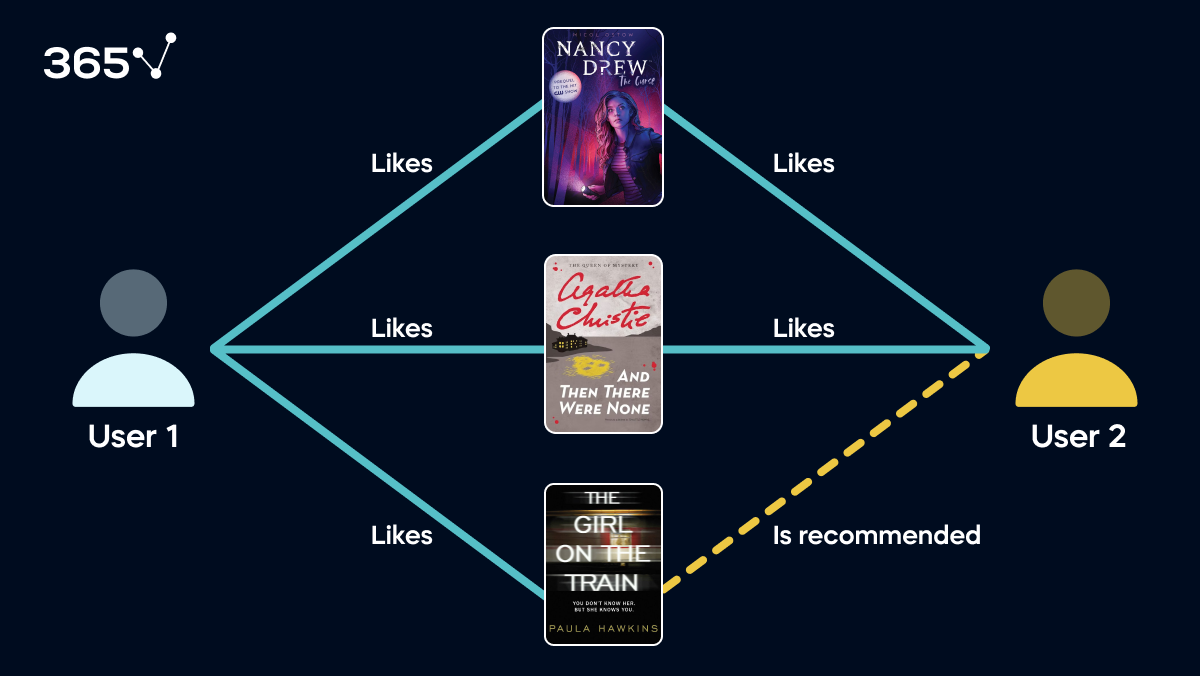 365
MICOL OSTOW
NANCY
DREW
The Curse
PREQUEL
TO THE HIT
CW SHOW
Likes
Likes
THE QUEEN OF MYSTERY
Agatha
Christie
Likes
Likes
AND
THEN THERE
WERE NONE
User 1
User 2
THE
GIRL
ON THE
TRAIN
Likes
Is recommended
YOU DON'T KNOW HER.
BUT SHE KNOWS YOU.
PAULA HAWKINS